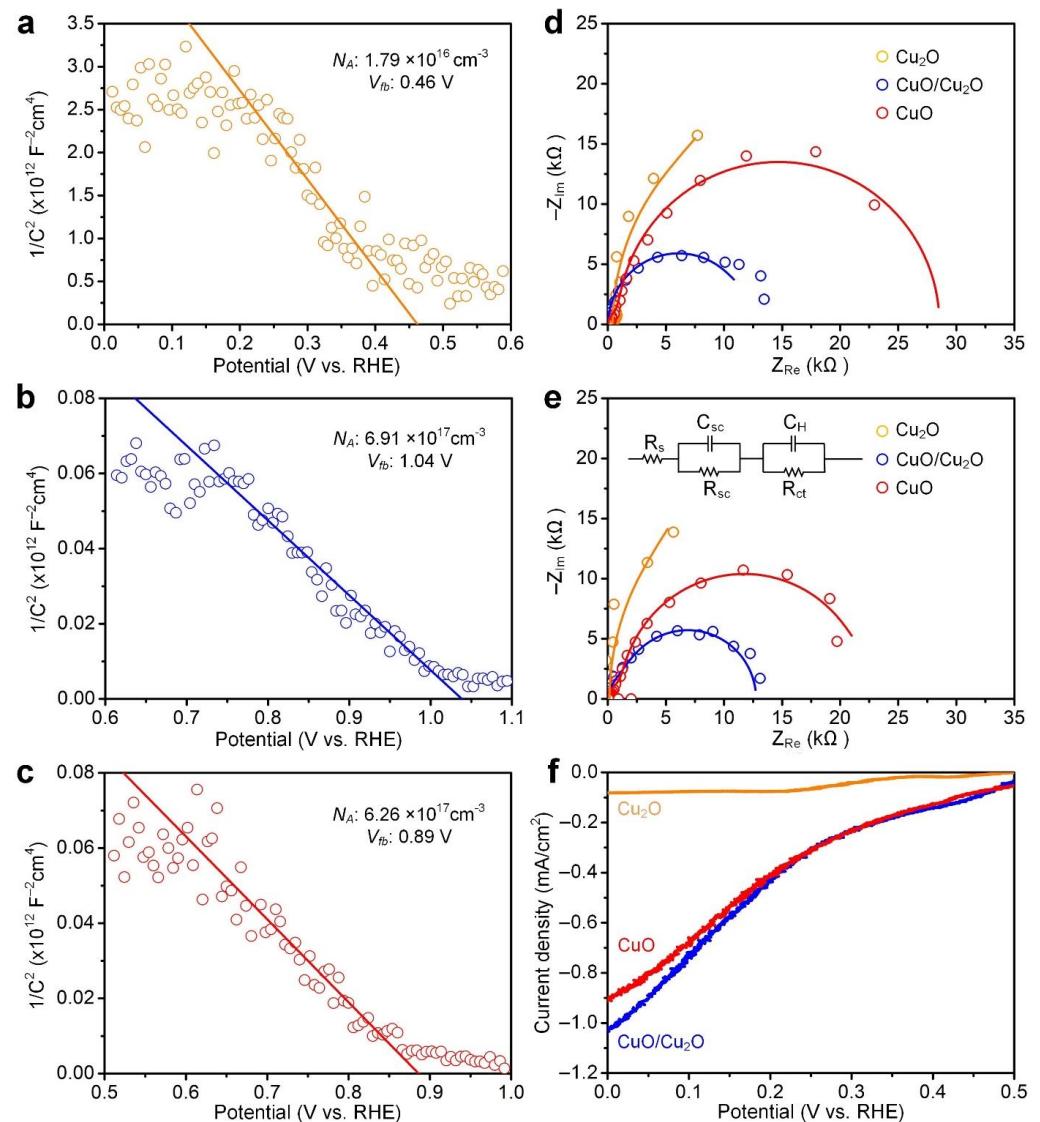 a
3.5
3.0
2.5
2.0
1.5
1.0
0.5
0.0
1/C² (x10¹² F⁻²cm⁴)
N_A: 1.79 ×10¹⁶ cm⁻³
V_fb: 0.46 V
0.0 0.1 0.2 0.3 0.4 0.5 0.6
Potential (V vs. RHE)
d
25
20
15
10
5
0
−Z_Im (kΩ)
Cu₂O
CuO/Cu₂O
CuO
0 5 10 15 20 25 30 35
Z_Re (kΩ )
b
0.08
0.06
0.04
0.02
0.00
1/C² (x10¹² F⁻²cm⁴)
N_A: 6.91 ×10¹⁷cm⁻³
V_fb: 1.04 V
0.6 0.7 0.8 0.9 1.0 1.1
Potential (V vs. RHE)
e
25
20
15
10
5
0
−Z_Im (kΩ)
R_s
C_sc
R_sc
C_H
R_ct
Cu₂O
CuO/Cu₂O
CuO
0 5 10 15 20 25 30 35
Z_Re (kΩ )
c
0.08
0.06
0.04
0.02
0.00
1/C² (x10¹² F⁻²cm⁴)
N_A: 6.26 ×10¹⁷cm⁻³
V_fb: 0.89 V
0.5 0.6 0.7 0.8 0.9 1.0
Potential (V vs. RHE)
f
0.0
−0.2
−0.4
−0.6
−0.8
−1.0
−1.2
Current density (mA/cm²)
Cu₂O
CuO
CuO/Cu₂O
0.0 0.1 0.2 0.3 0.4 0.5
Potential (V vs. RHE)